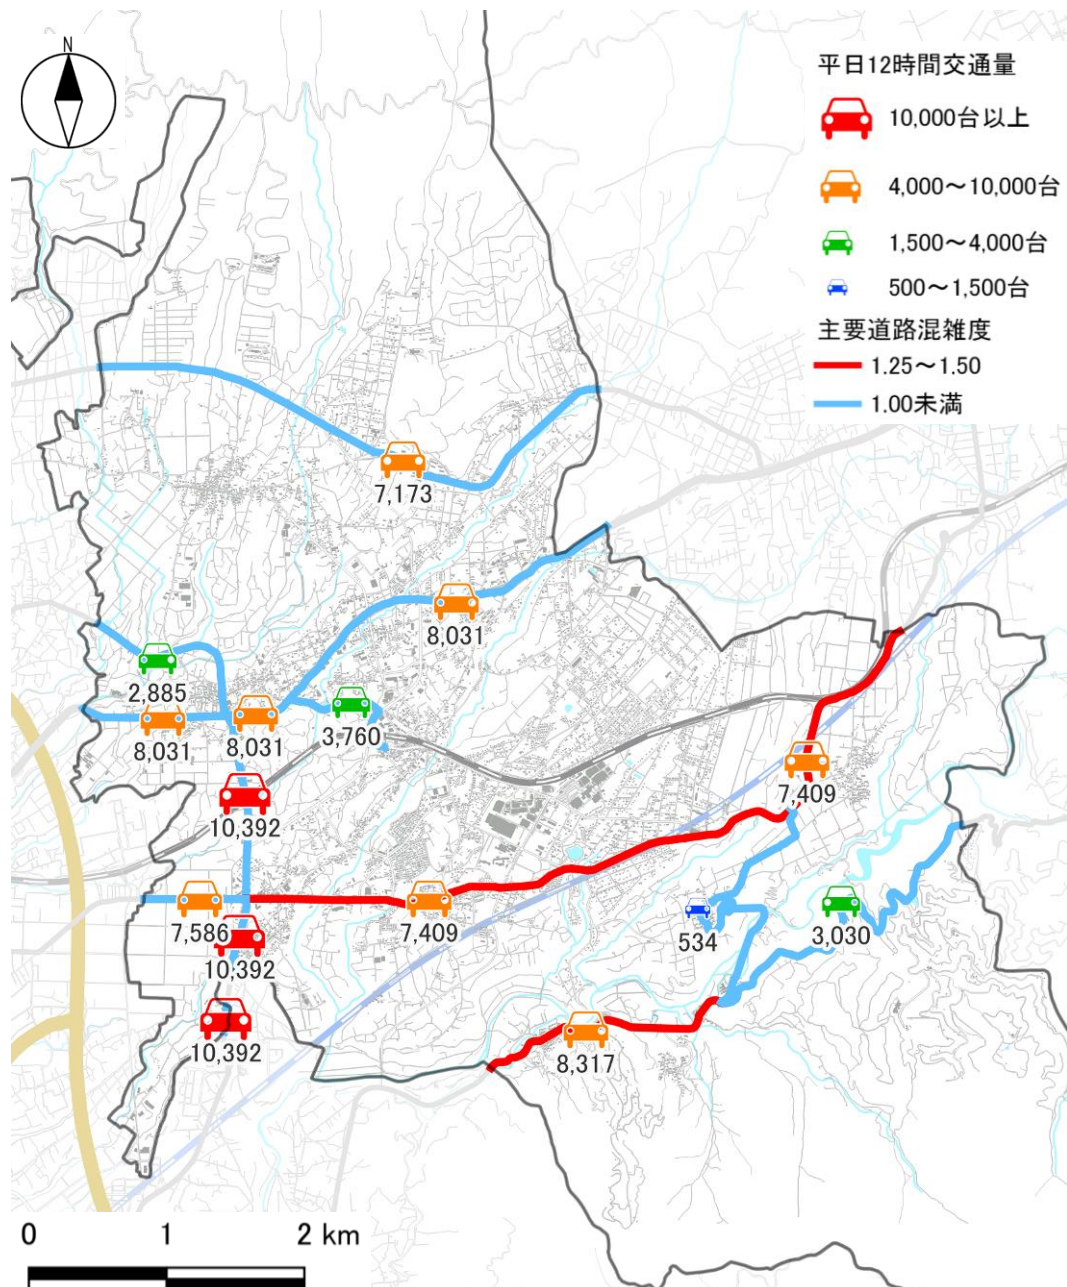 N
平日12時間交通量
10,000台以上
4,000～10,000台
1,500～4,000台
500～1,500台
主要道路混雑度
1.25～1.50
1.00未満
7,173
8,031
2,885
8,031
8,031
3,760
7,409
10,392
7,586
7,409
534
3,030
10,392
10,392
8,317
0 1 2 km